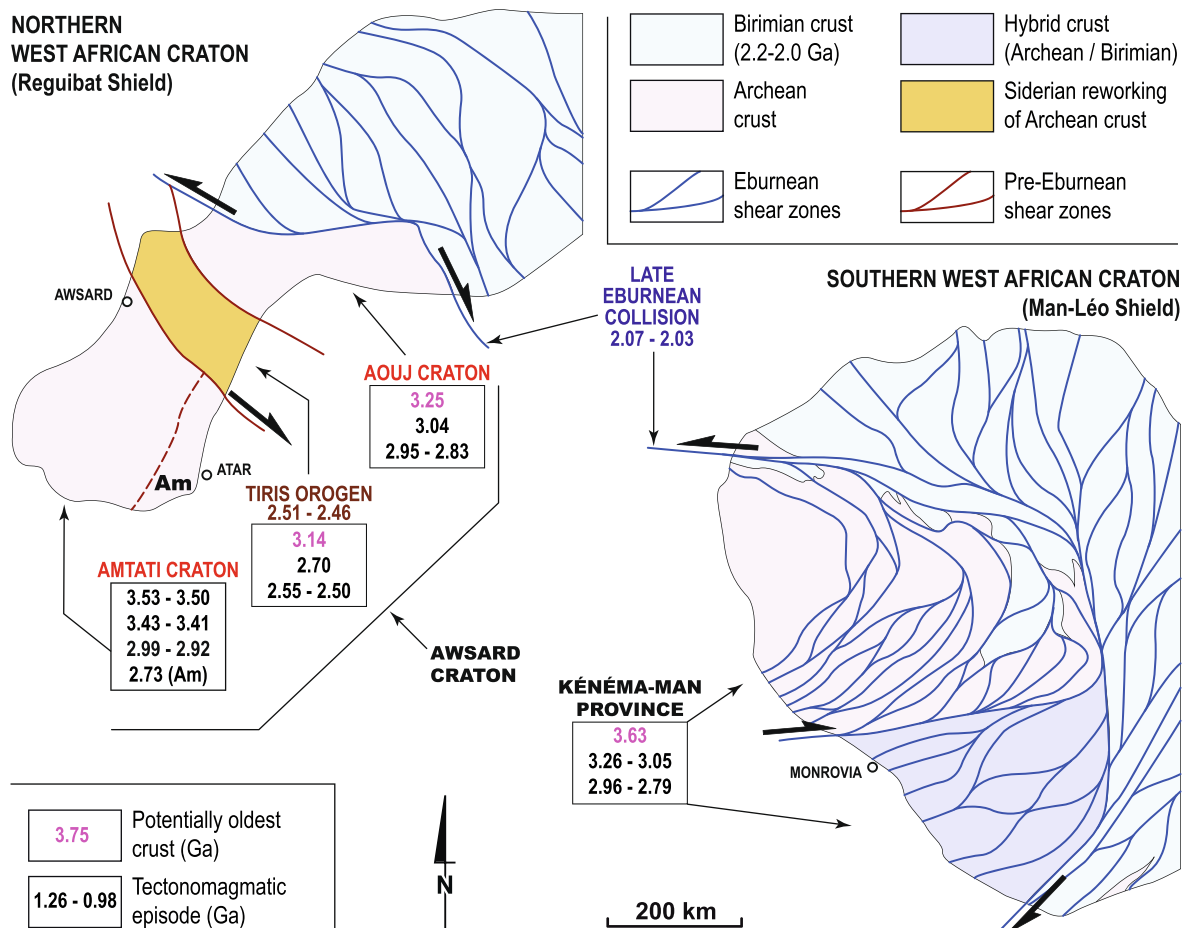 NORTHERN
WEST AFRICAN CRATON
(Reguibat Shield)
Birimian crust
(2.2-2.0 Ga)
Hybrid crust
(Archean / Birimian)
Archean
crust
Siderian reworking
of Archean crust
Eburnean
shear zones
Pre-Eburnean
shear zones
LATE
EBURNEAN
COLLISION
2.07 - 2.03
SOUTHERN WEST AFRICAN CRATON
(Man-Léo Shield)
AWSARD
AOUJ CRATON
3.25
3.04
2.95 - 2.83
Am
ATAR
TIRIS OROGEN
2.51 - 2.46
3.14
2.70
2.55 - 2.50
AMTATI CRATON
3.53 - 3.50
3.43 - 3.41
2.99 - 2.92
2.73 (Am)
AWSARD
CRATON
KÉNÉMA-MAN
PROVINCE
3.63
3.26 - 3.05
2.96 - 2.79
MONROVIA
3.75
Potentially oldest
crust (Ga)
1.26 - 0.98
Tectonomagmatic
episode (Ga)
N
200 km